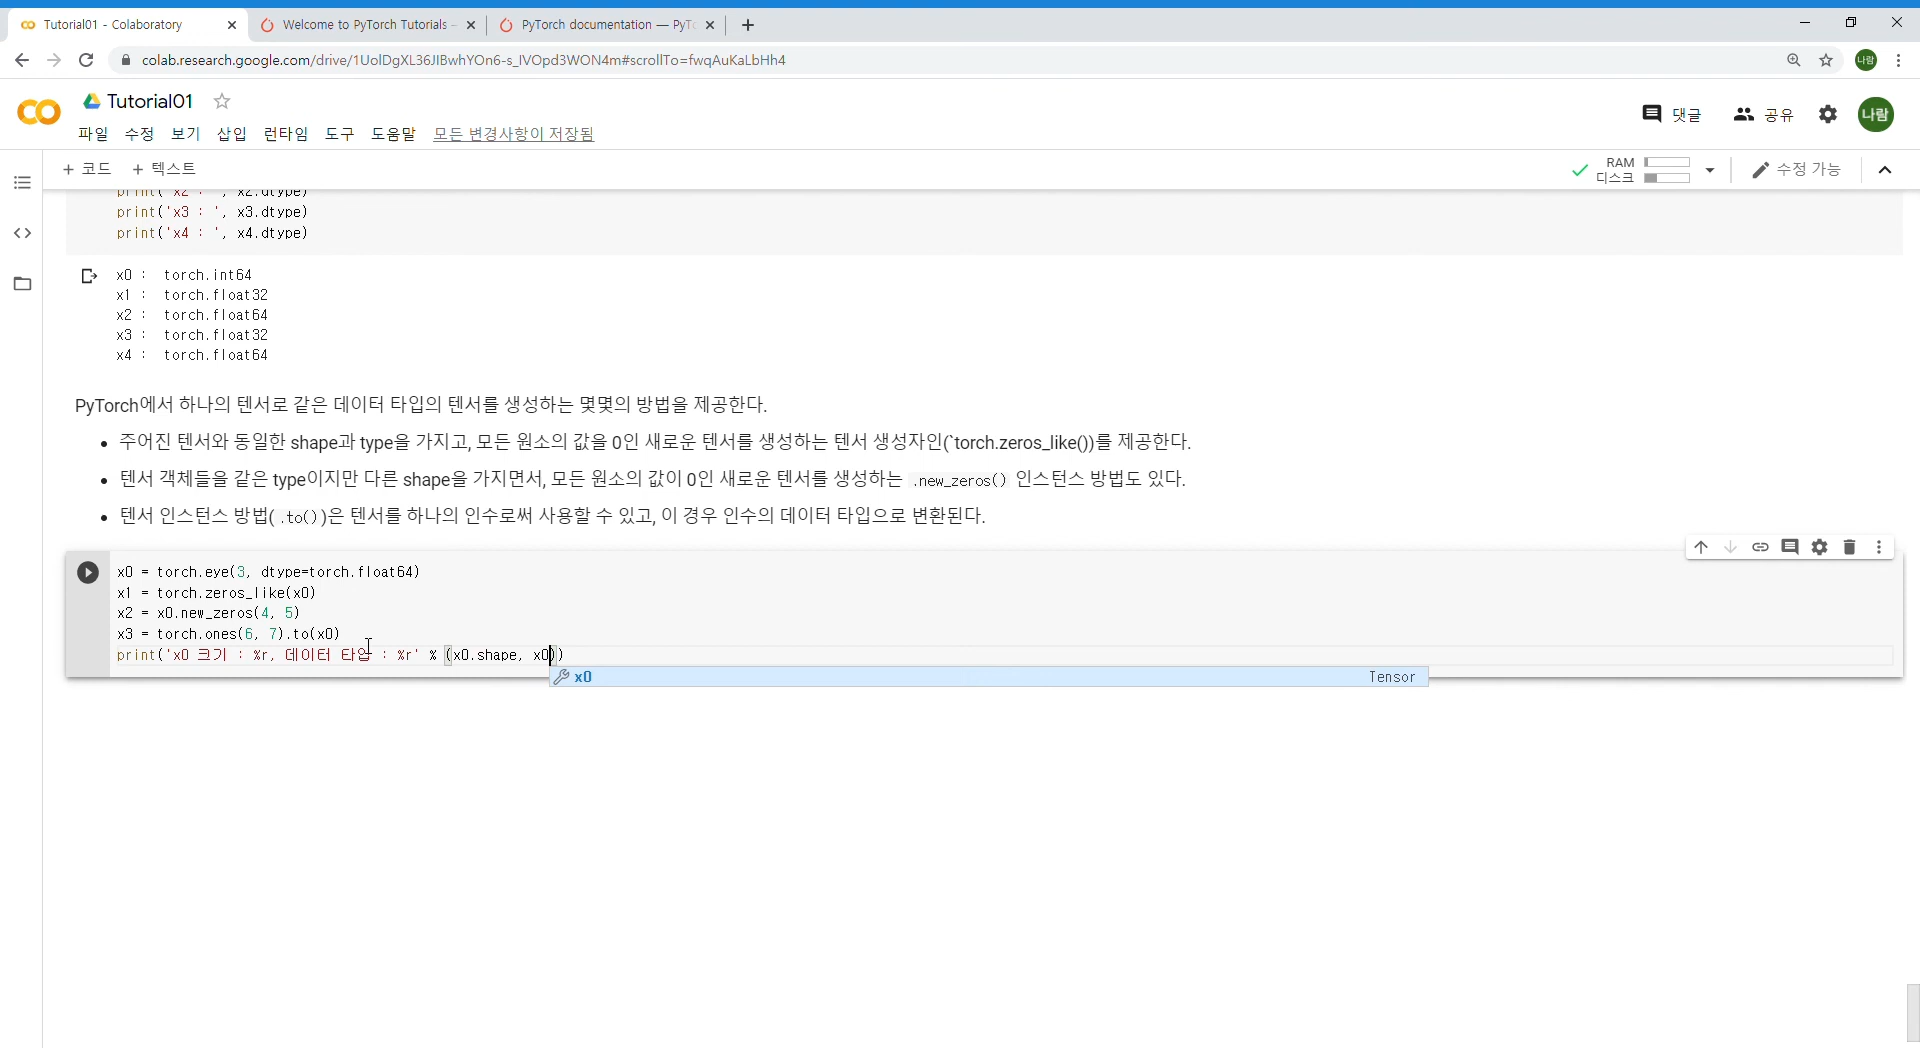 Tutorial01 - Colaboratory
Welcome to PyTorch Tutorials
PyTorch documentation — PyTo
colab.research.google.com/drive/1UolDgXL36JIBwhYOn6-s_IVOpd3WON4m#scrollTo=fwqAuKaLbHh4
나람
Tutorial01
파일 수정 보기 삽입 런타임 도구 도움말 모든 변경사항이 저장됨
댓글 공유 나람
+ 코드 + 텍스트
RAM
디스크
수정 가능
print('x2 : ', x2.dtype)
print('x3 : ', x3.dtype)
print('x4 : ', x4.dtype)
x0 : torch.int64
x1 : torch.float32
x2 : torch.float64
x3 : torch.float32
x4 : torch.float64
PyTorch에서 하나의 텐서로 같은 데이터 타입의 텐서를 생성하는 몇몇의 방법을 제공한다.
• 주어진 텐서와 동일한 shape과 type을 가지고, 모든 원소의 값을 0인 새로운 텐서를 생성하는 텐서 생성자인(`torch.zeros_like())를 제공한다.
• 텐서 객체들을 같은 type이지만 다른 shape을 가지면서, 모든 원소의 값이 0인 새로운 텐서를 생성하는 .new_zeros() 인스턴스 방법도 있다.
• 텐서 인스턴스 방법( .to() )은 텐서를 하나의 인수로써 사용할 수 있고, 이 경우 인수의 데이터 타입으로 변환된다.
x0 = torch.eye(3, dtype=torch.float64)
x1 = torch.zeros_like(x0)
x2 = x0.new_zeros(4, 5)
x3 = torch.ones(6, 7).to(x0)
print('x0 크기 : %r, 데이터 타입 : %r' % (x0.shape, x0))
x0 Tensor